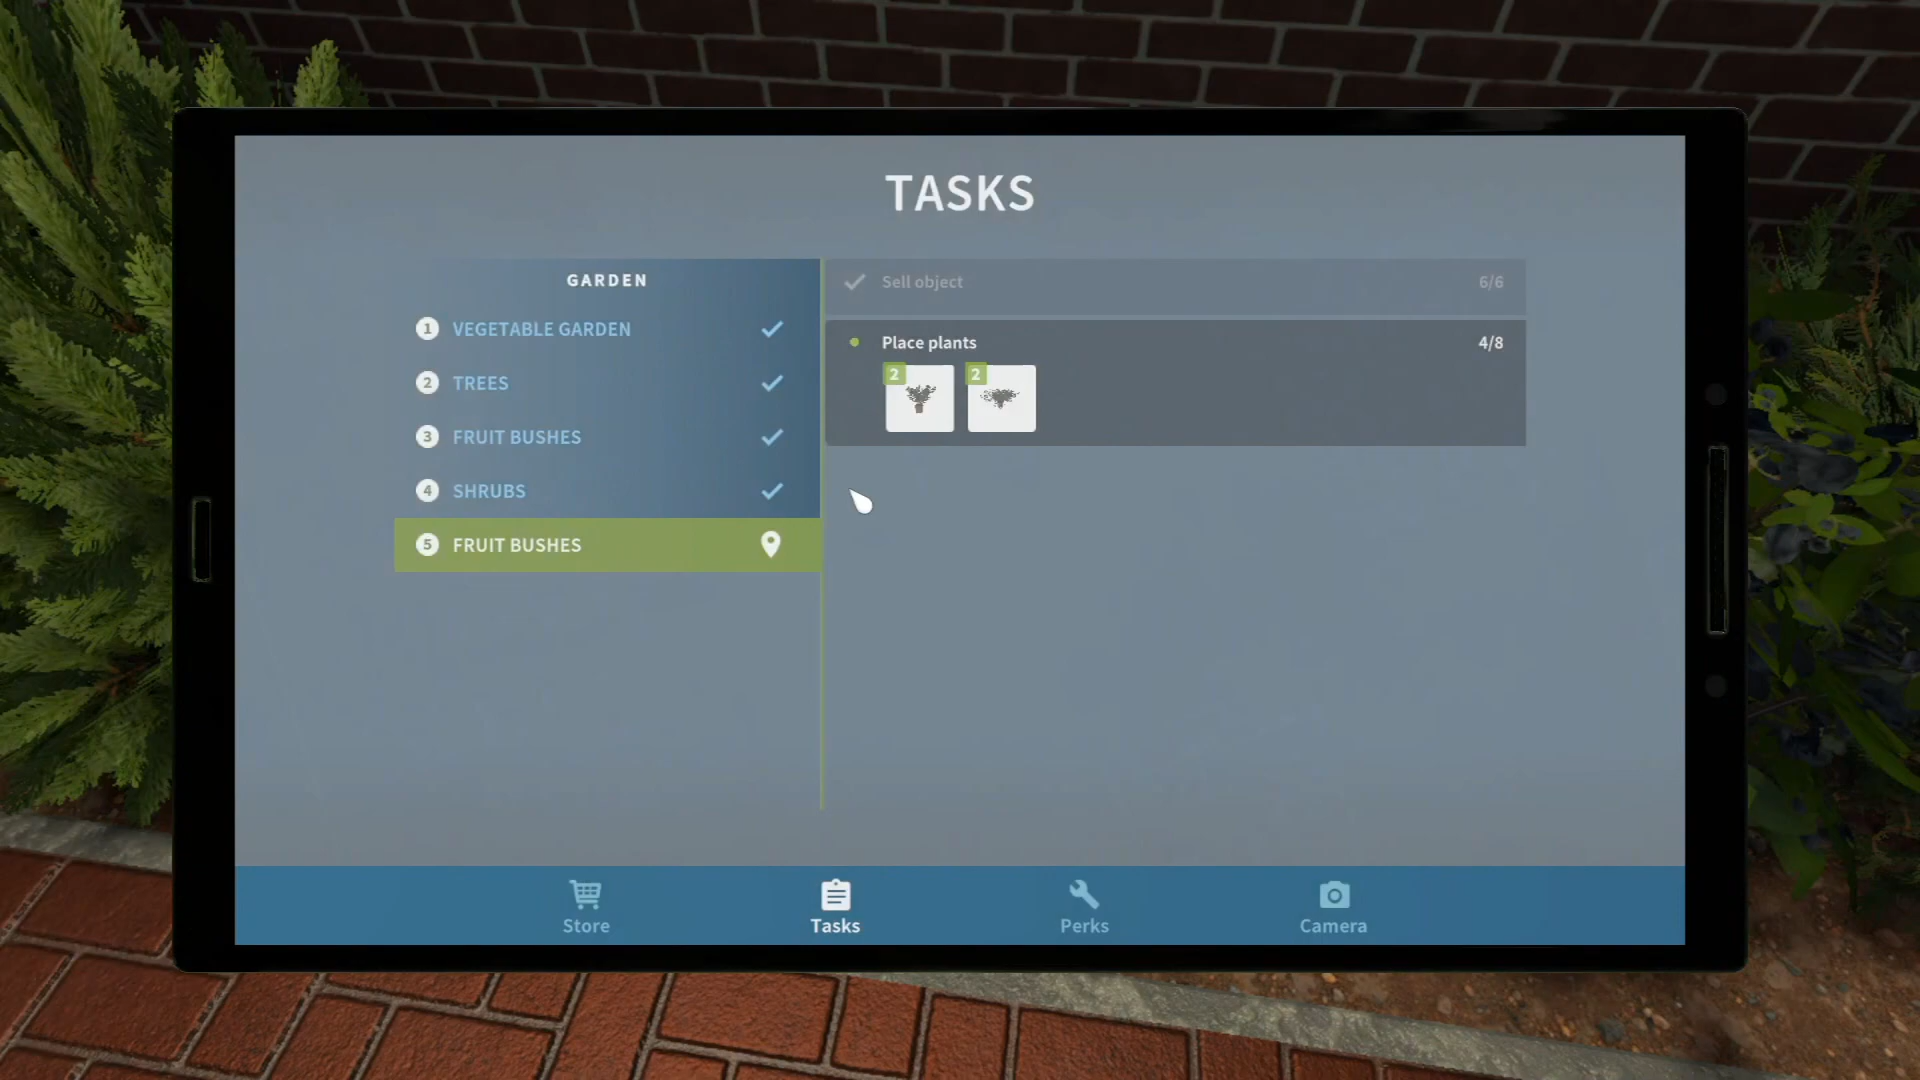 TASKS
GARDEN
1 VEGETABLE GARDEN
2 TREES
3 FRUIT BUSHES
4 SHRUBS
5 FRUIT BUSHES
Sell object 6/6
Place plants 4/8
2 2
Store Tasks Perks Camera